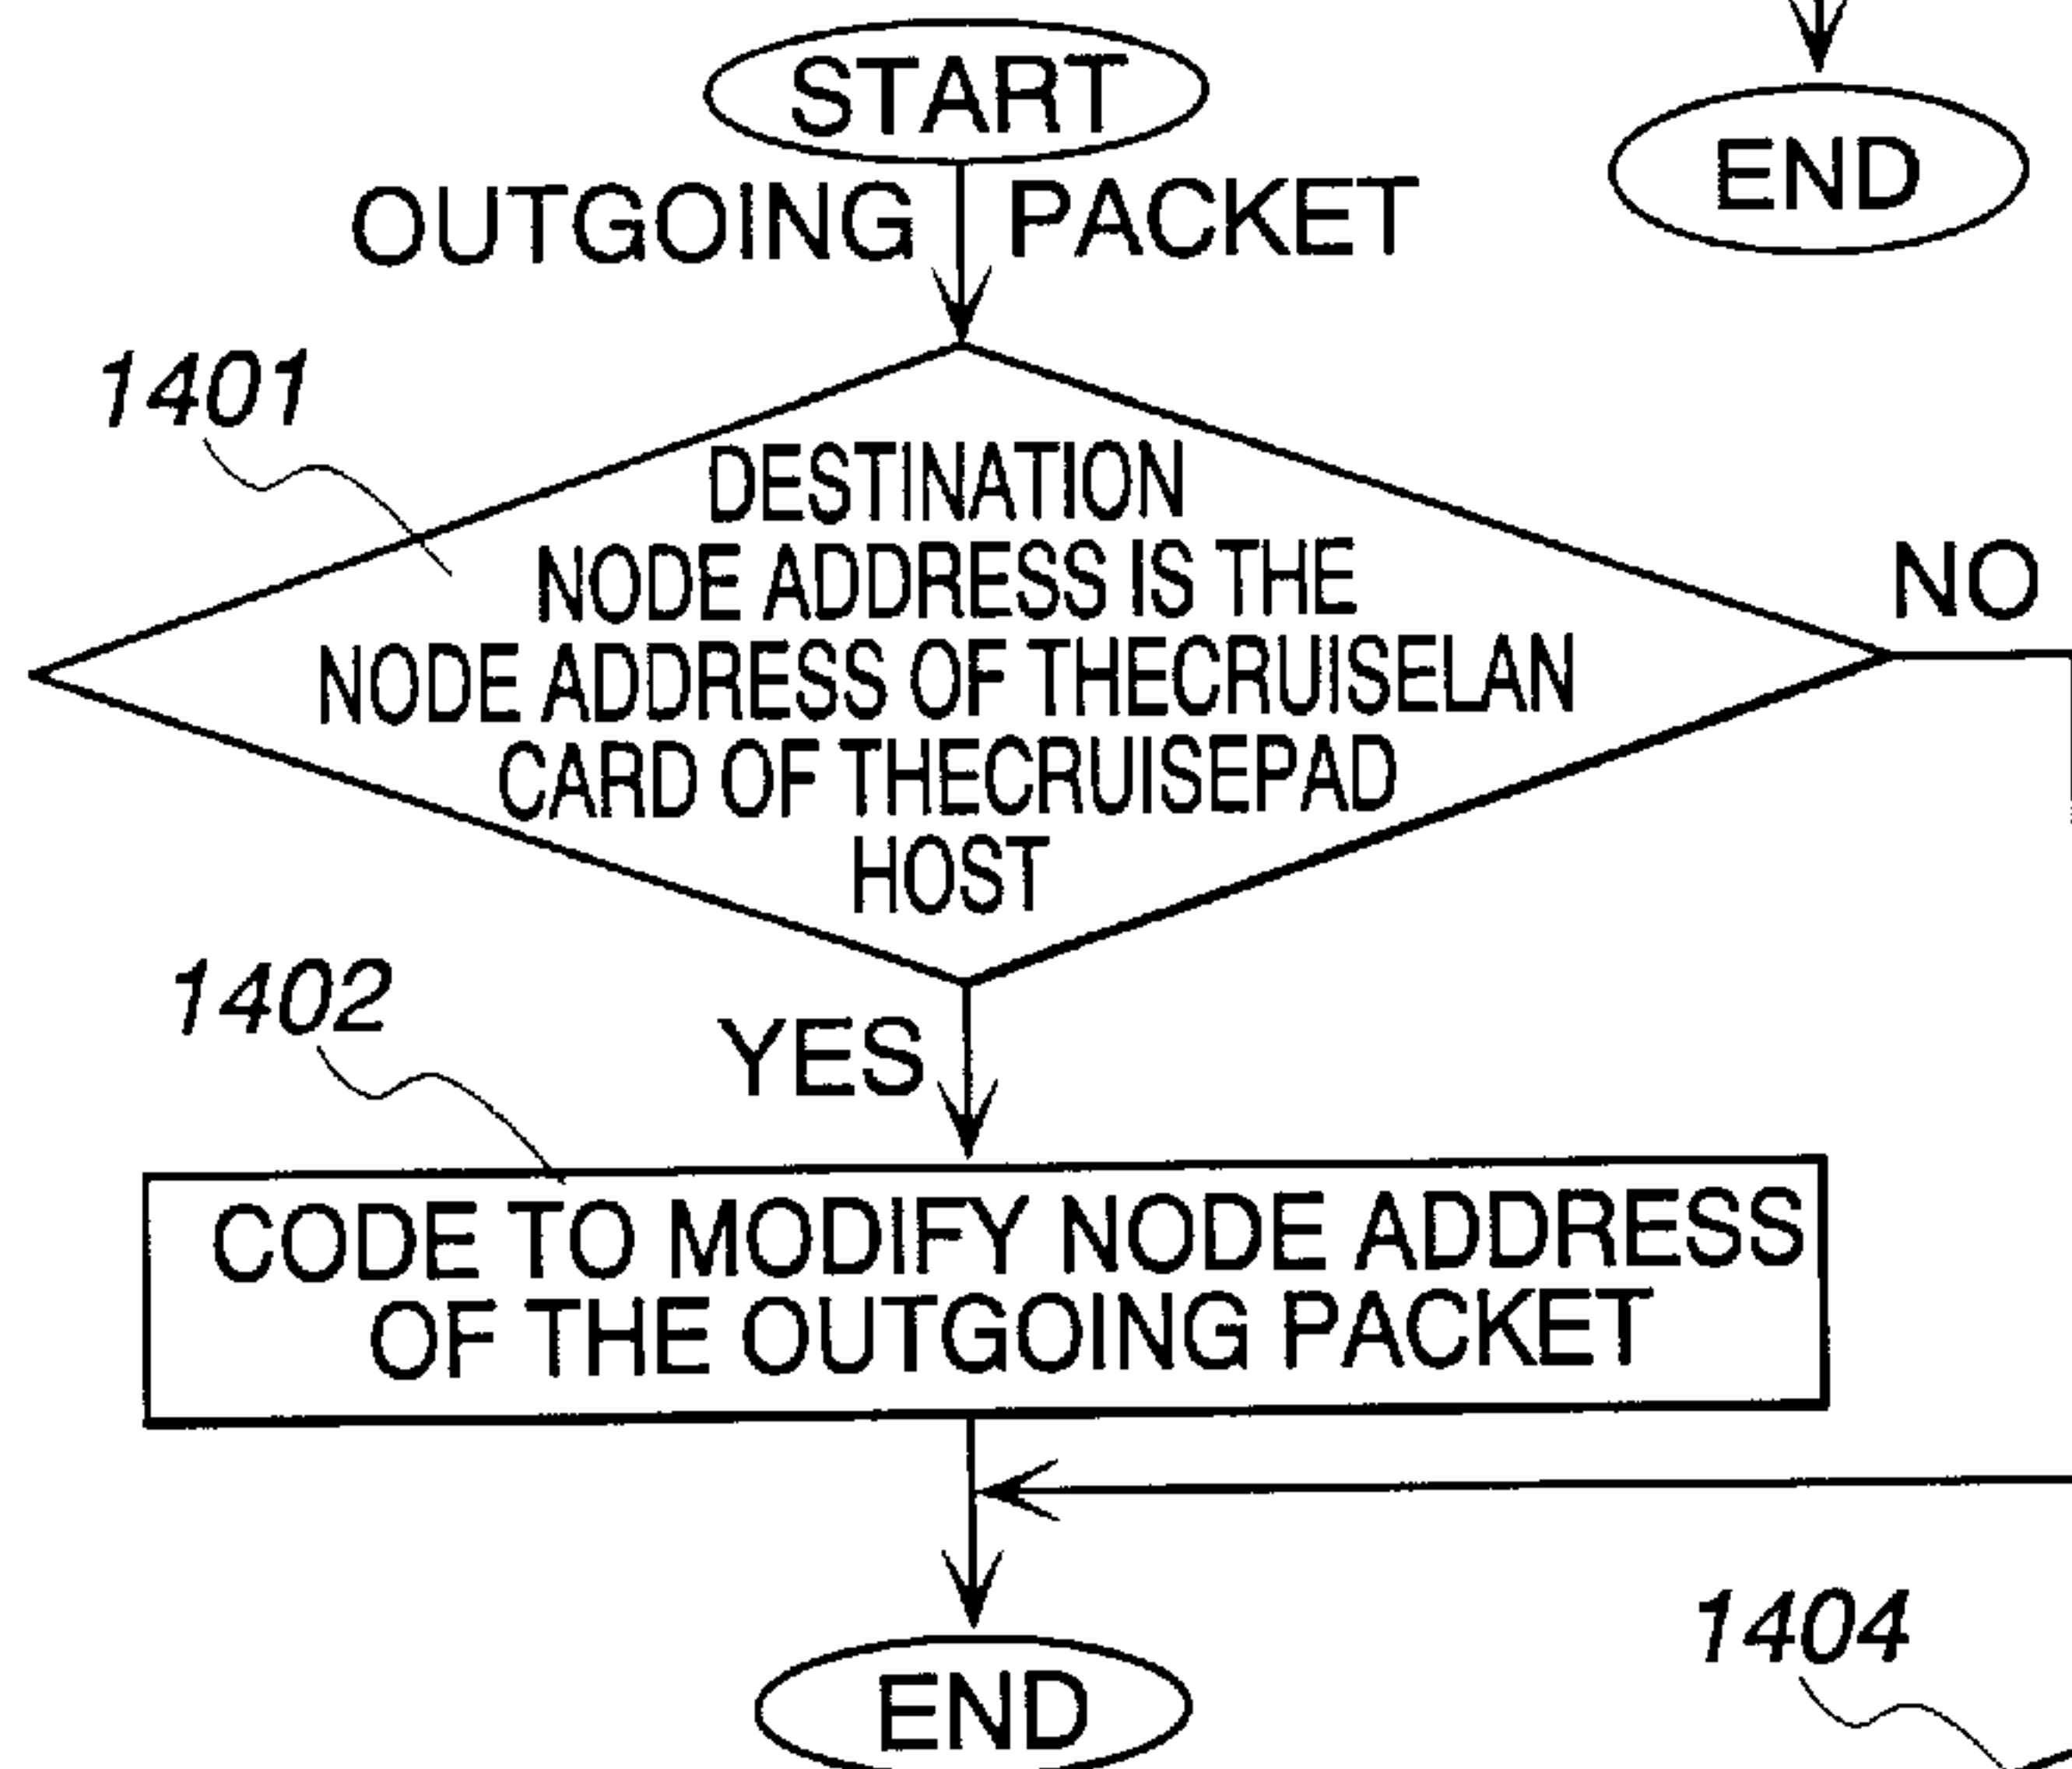 START
END
OUTGOING PACKET
1401
DESTINATION
NODE ADDRESS IS THE
NODE ADDRESS OF THECRUISELAN
CARD OF THECRUISEPAD
HOST
NO
1402
YES
CODE TO MODIFY NODE ADDRESS
OF THE OUTGOING PACKET
1404
END